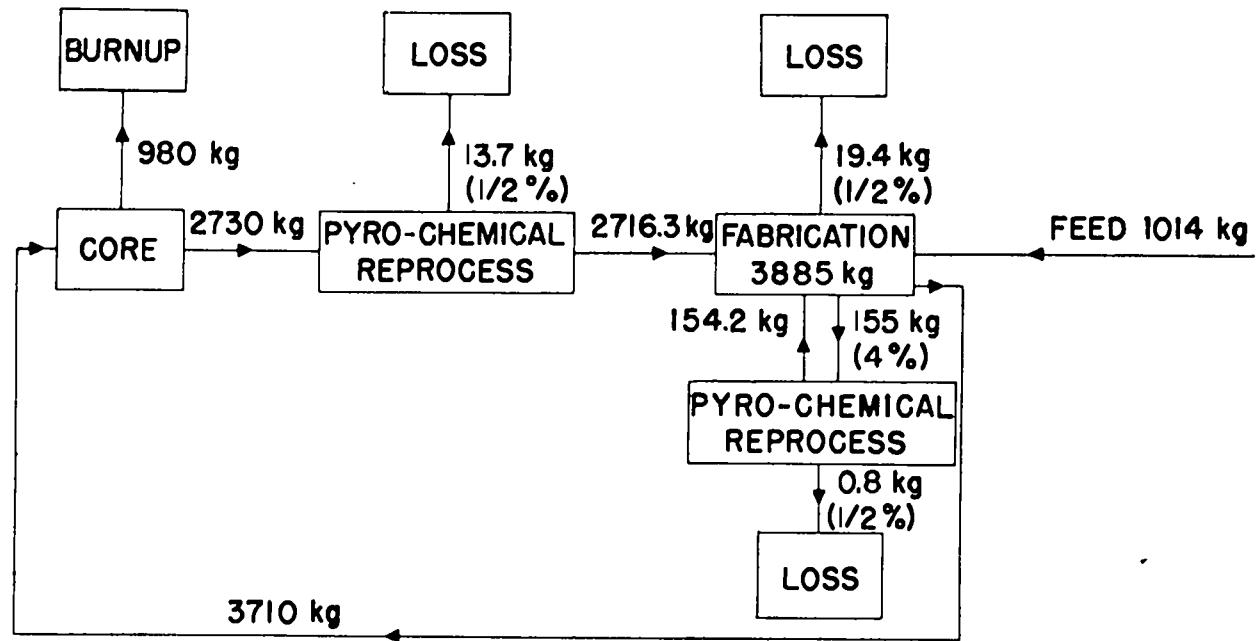 BURNUP
LOSS
LOSS
980 kg
13.7 kg
(1/2%)
19.4 kg
(1/2%)
CORE
2730 kg
PYRO-CHEMICAL
REPROCESS
2716.3 kg
FABRICATION
3885 kg
FEED 1014 kg
154.2 kg
155 kg
(4%)
PYRO-CHEMICAL
REPROCESS
0.8 kg
(1/2%)
LOSS
3710 kg